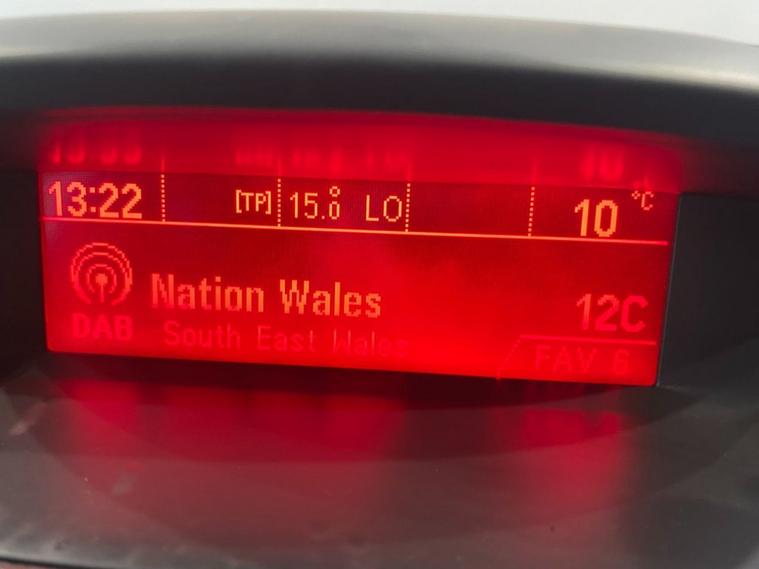 13:22 [TP] 15.0° LO 10 °C
Nation Wales 12C
DAB South East Wales FAV 6